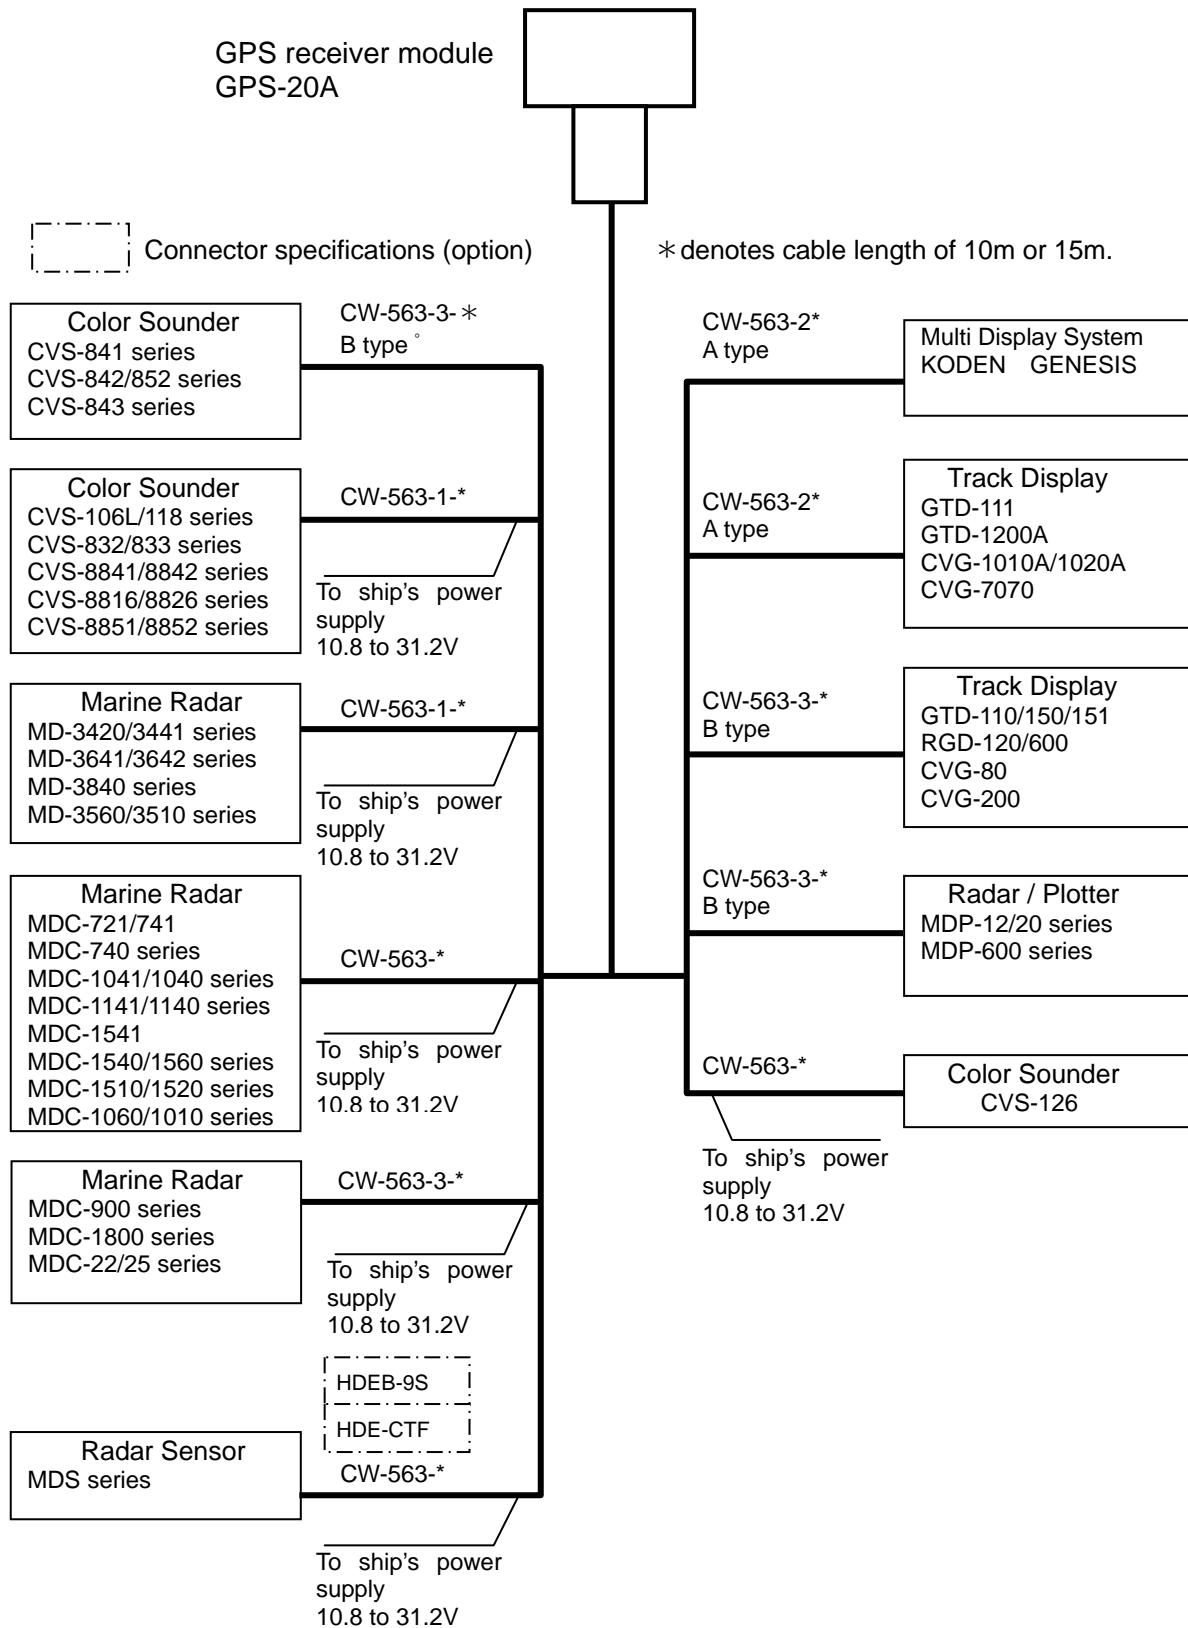 GPS receiver module
GPS-20A
Connector specifications (option)
＊denotes cable length of 10m or 15m.
Color Sounder
CVS-841 series
CVS-842/852 series
CVS-843 series
CW-563-3-＊
B type °
Color Sounder
CVS-106L/118 series
CVS-832/833 series
CVS-8841/8842 series
CVS-8816/8826 series
CVS-8851/8852 series
CW-563-1-*
To ship's power
supply
10.8 to 31.2V
Marine Radar
MD-3420/3441 series
MD-3641/3642 series
MD-3840 series
MD-3560/3510 series
CW-563-1-*
To ship's power
supply
10.8 to 31.2V
Marine Radar
MDC-721/741
MDC-740 series
MDC-1041/1040 series
MDC-1141/1140 series
MDC-1541
MDC-1540/1560 series
MDC-1510/1520 series
MDC-1060/1010 series
CW-563-*
To ship's power
supply
10.8 to 31.2V
Marine Radar
MDC-900 series
MDC-1800 series
MDC-22/25 series
CW-563-3-*
To ship's power
supply
10.8 to 31.2V
HDEB-9S
HDE-CTF
Radar Sensor
MDS series
CW-563-*
To ship's power
supply
10.8 to 31.2V
CW-563-2*
A type
Multi Display System
KODEN GENESIS
CW-563-2*
A type
Track Display
GTD-111
GTD-1200A
CVG-1010A/1020A
CVG-7070
CW-563-3-*
B type
Track Display
GTD-110/150/151
RGD-120/600
CVG-80
CVG-200
CW-563-3-*
B type
Radar / Plotter
MDP-12/20 series
MDP-600 series
CW-563-*
Color Sounder
CVS-126
To ship's power
supply
10.8 to 31.2V